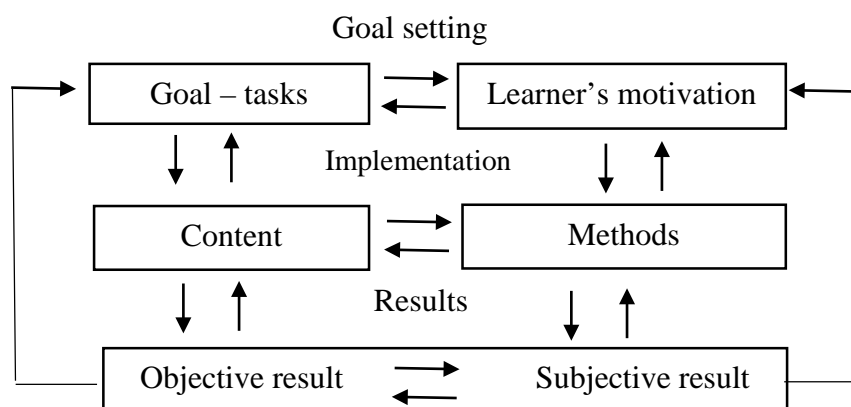 Goal setting
Goal – tasks Learner’s motivation
Implementation
Content Methods
Results
Objective result Subjective result